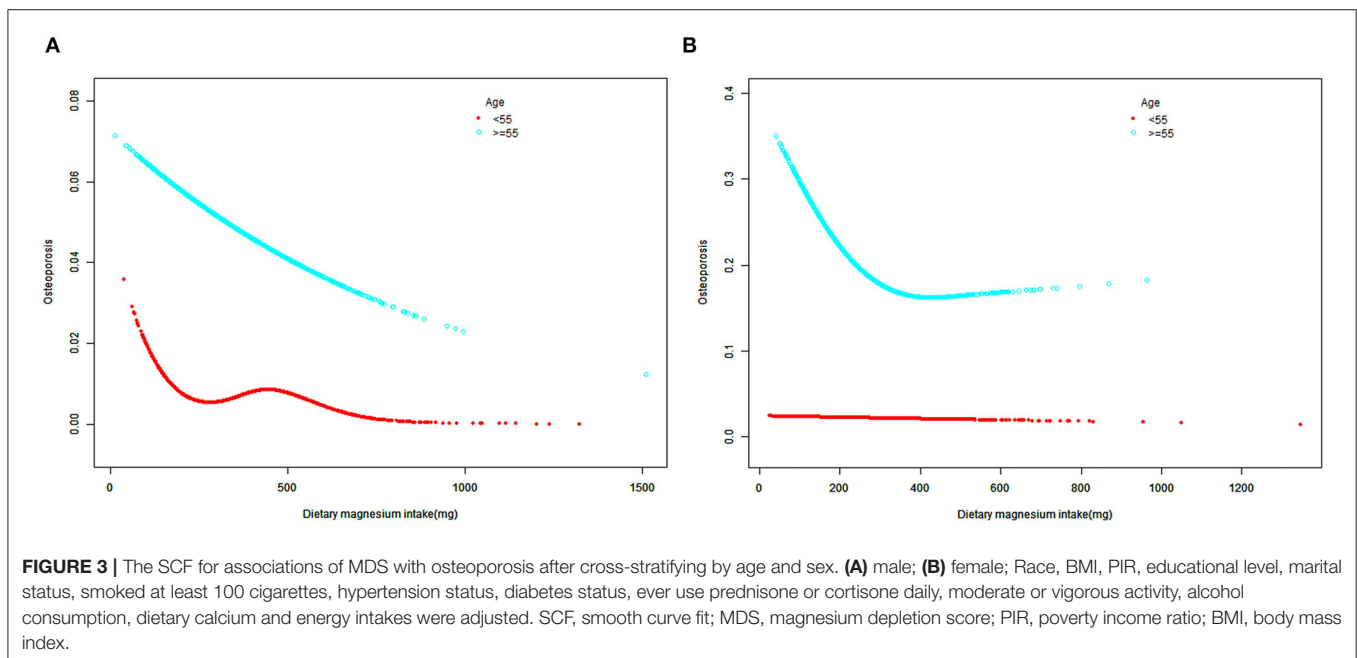 A
B
Age
<55
>=55
0.08
0.06
0.04
0.02
0.00
Osteoporosis
0
500
1000
1500
Dietary magnesium intake(mg)
Age
<55
>=55
0.4
0.3
0.2
0.1
0.0
Osteoporosis
0
200
400
600
800
1000
1200
Dietary magnesium intake(mg)
FIGURE 3 | The SCF for associations of MDS with osteoporosis after cross-stratifying by age and sex. (A) male; (B) female; Race, BMI, PIR, educational level, marital
status, smoked at least 100 cigarettes, hypertension status, diabetes status, ever use prednisone or cortisone daily, moderate or vigorous activity, alcohol
consumption, dietary calcium and energy intakes were adjusted. SCF, smooth curve fit; MDS, magnesium depletion score; PIR, poverty income ratio; BMI, body mass
index.